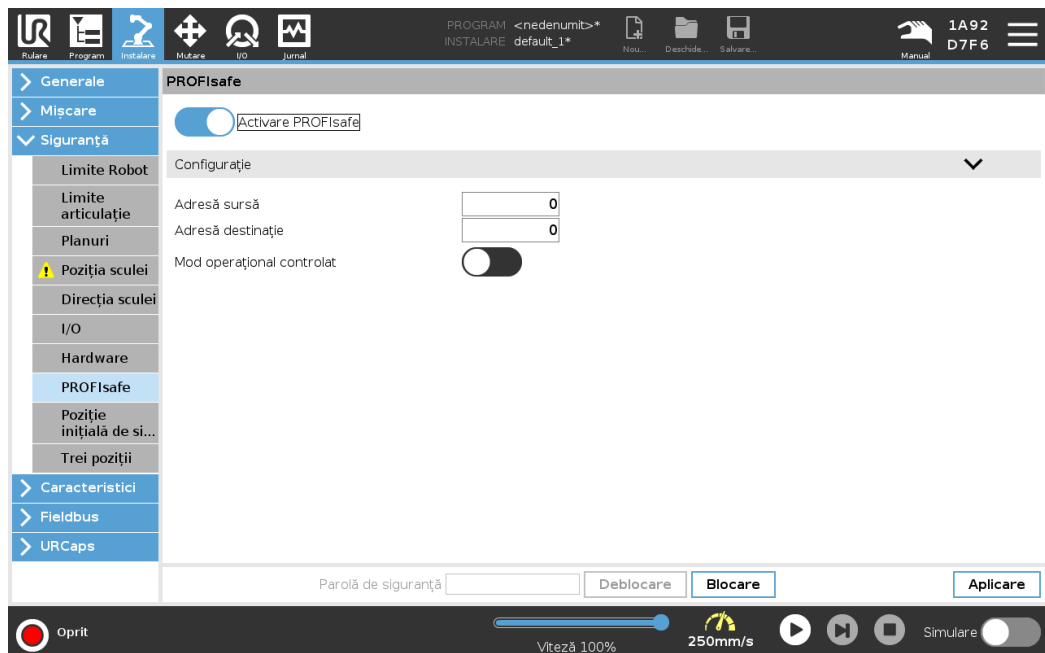 Rulare
Program
Instalare
Mutare
I/O
Jurnal
PROGRAM <nedenumit>*
INSTALARE default_1*
Nou...
Deschide...
Salvare...
Manual
1A92
D7F6
Generale
Mișcare
Siguranță
Limite Robot
Limite
articulație
Planuri
Poziția sculei
Direcția sculei
I/O
Hardware
PROFIsafe
Poziție
inițială de si...
Trei poziții
Caracteristici
Fieldbus
URCaps
PROFIsafe
Activare PROFIsafe
Configurație
Adresă sursă 0
Adresă destinație 0
Mod operațional controlat
Parolă de siguranță
Deblocare
Blocare
Aplicare
Oprit
Viteză 100%
250mm/s
Simulare